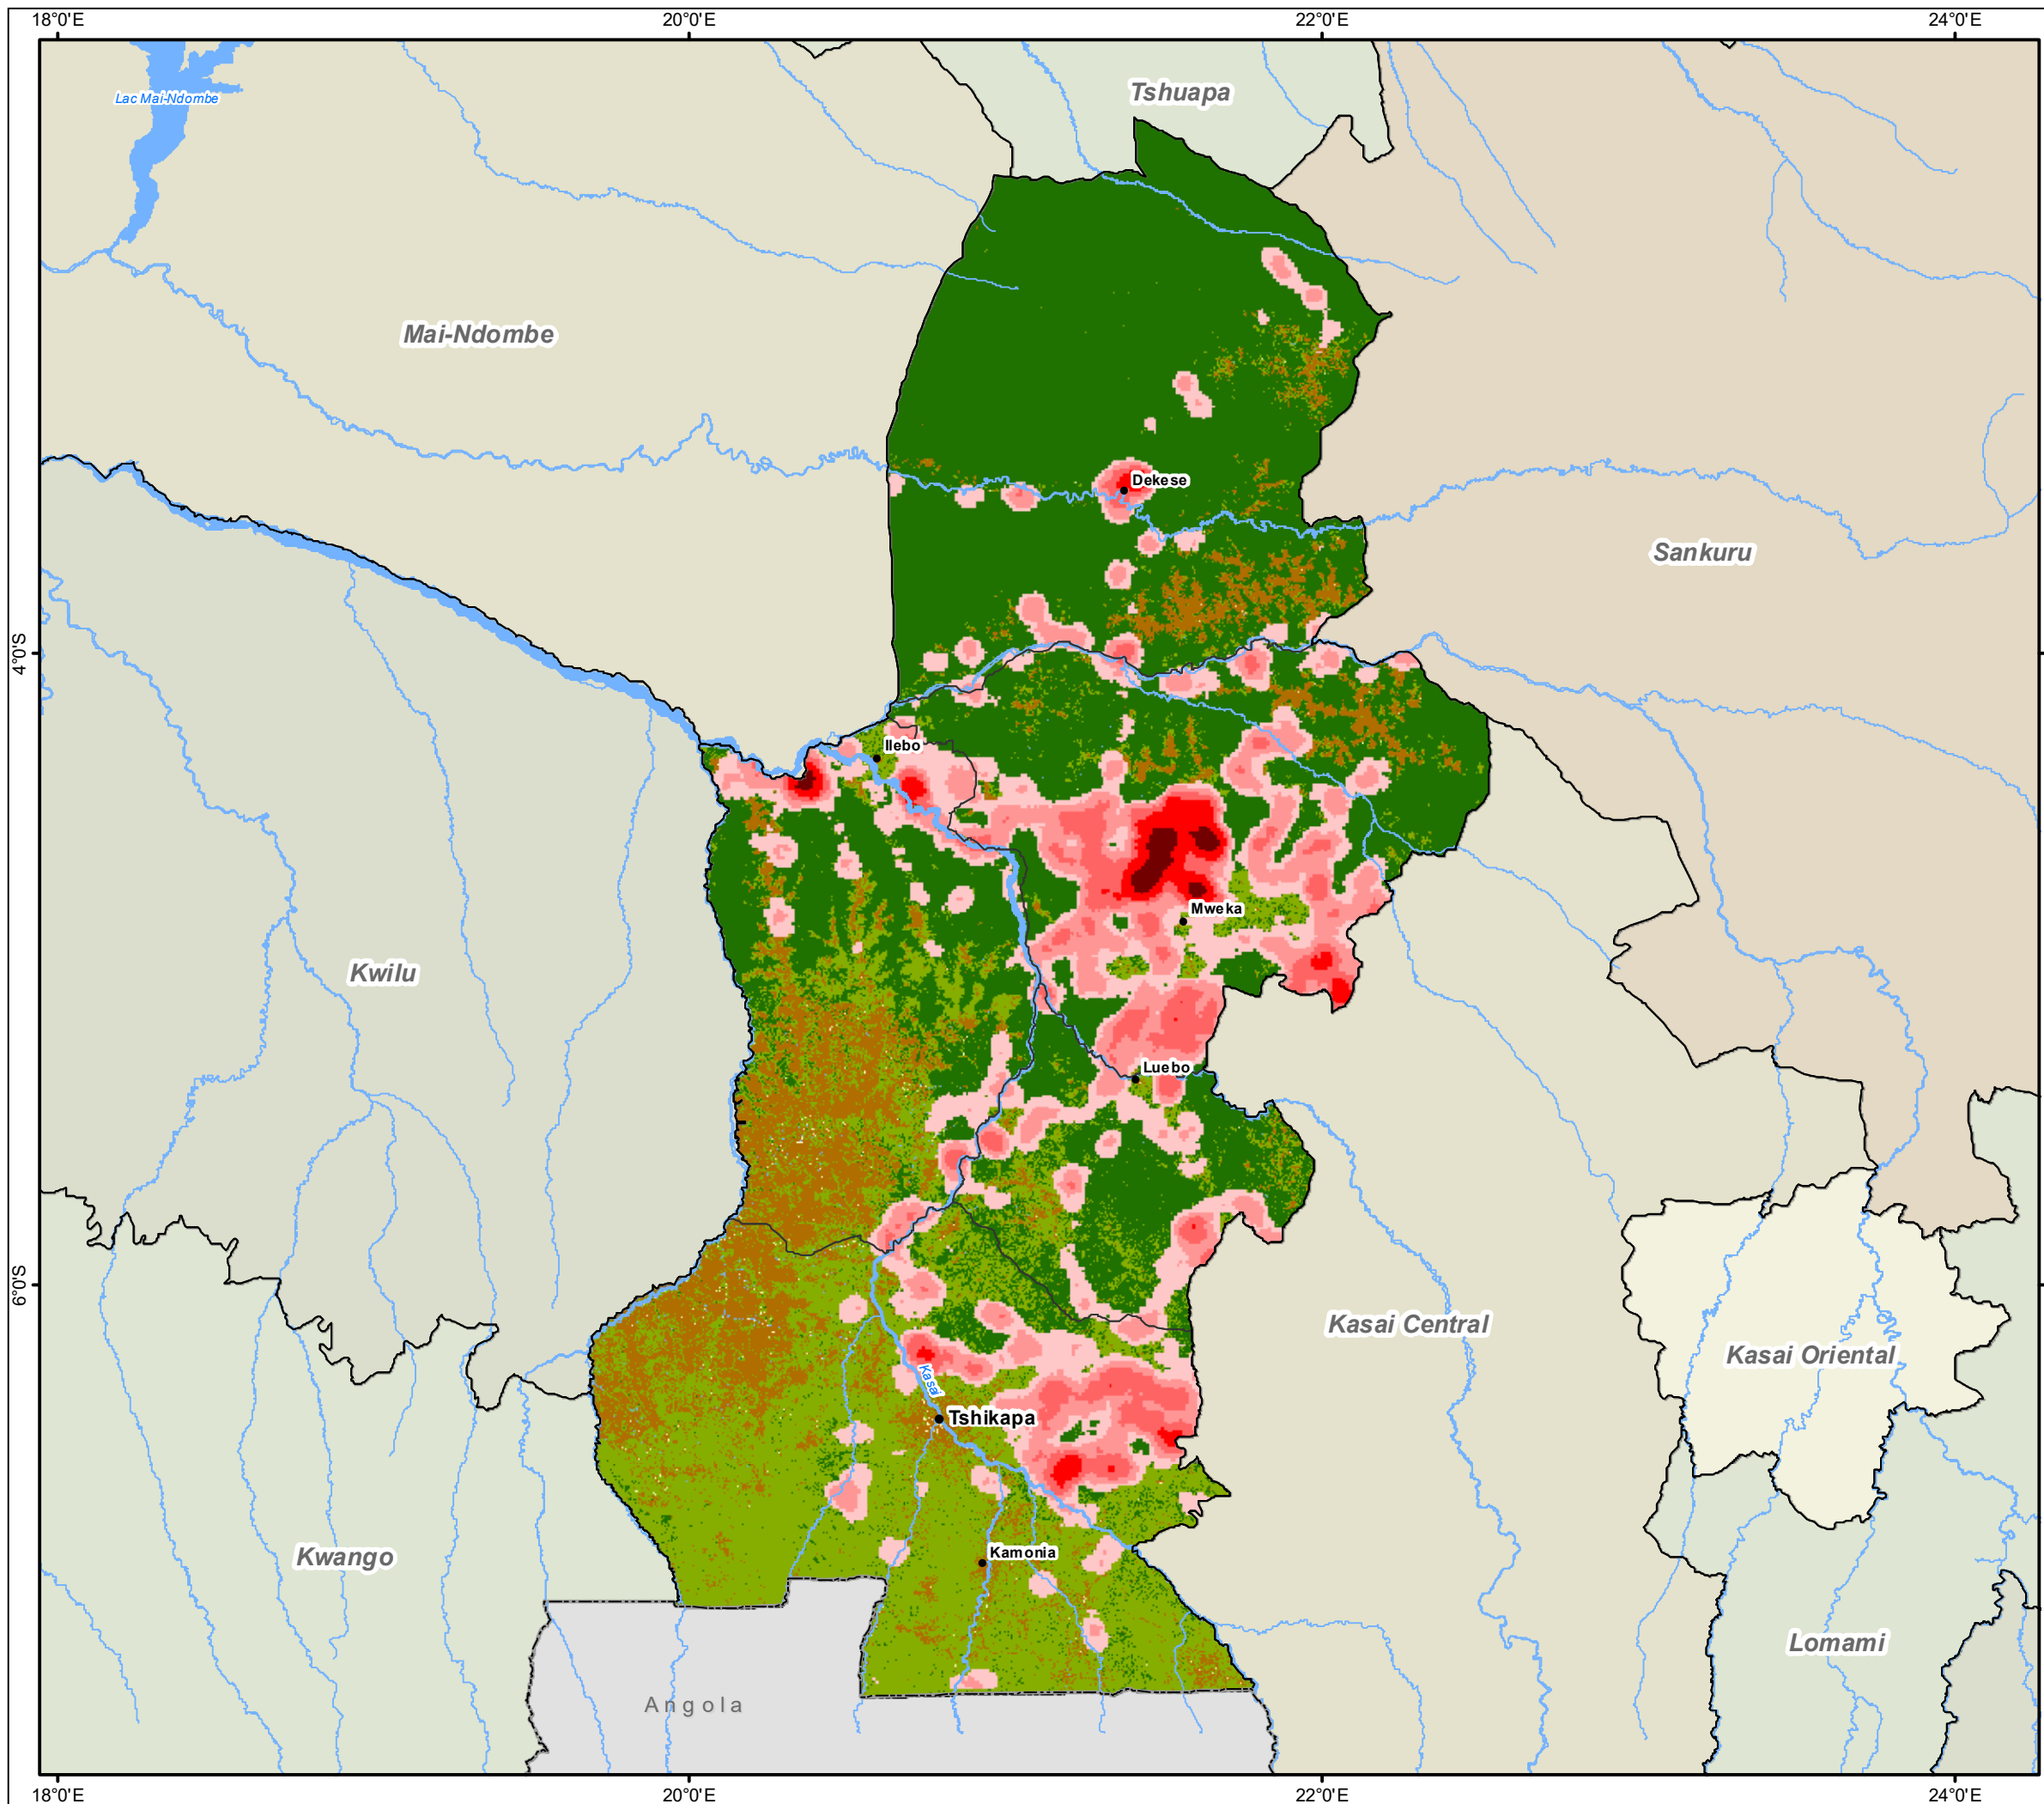 18°0'E
20°0'E
22°0'E
24°0'E
Tshuapa
Lac Mai-Ndombe
Mai-Ndombe
Dekese
Sankuru
4°0'S
Ilebo
Mweka
Kwilu
Luebo
6°0'S
Kasai Central
Kasai Oriental
Kasai
Tshikapa
Kamonia
Kwango
Lomami
Angola
18°0'E
20°0'E
22°0'E
24°0'E